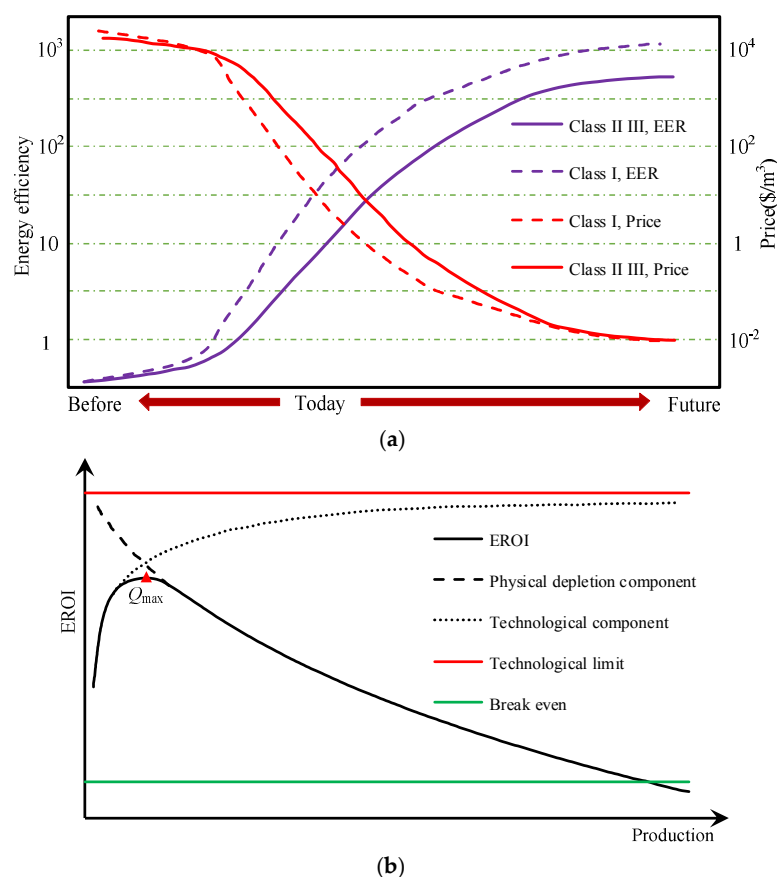 10³
10²
10
1
Energy efficiency
10⁴
10²
1
10⁻²
Price($/m³)
Class II III, EER
Class I, EER
Class I, Price
Class II III, Price
Before
Today
Future
(a)
EROI
Qmax
EROI
Physical depletion component
Technological component
Technological limit
Break even
Production
(b)